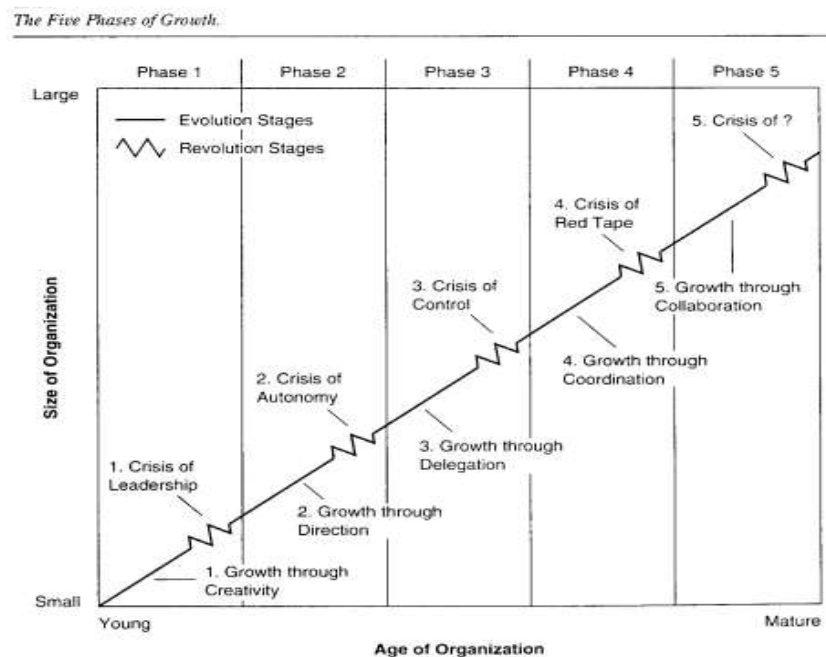 The Five Phases of Growth.
Phase 1
Phase 2
Phase 3
Phase 4
Phase 5
Large
Evolution Stages
Revolution Stages
5. Crisis of ?
4. Crisis of
Red Tape
3. Crisis of
Control
5. Growth through
Collaboration
2. Crisis of
Autonomy
4. Growth through
Coordination
1. Crisis of
Leadership
3. Growth through
Delegation
2. Growth through
Direction
1. Growth through
Creativity
Size of Organization
Small
Young
Mature
Age of Organization